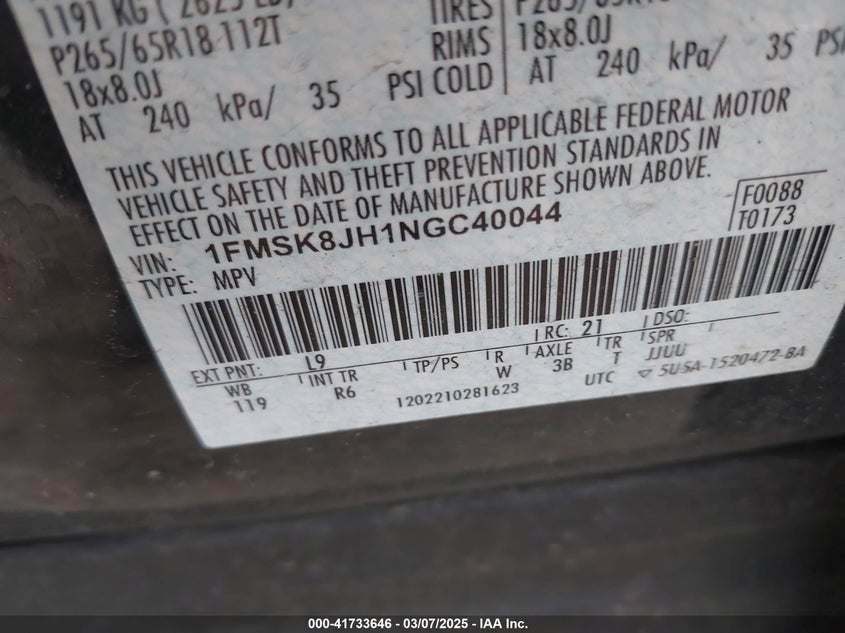 1191 KG ( 2625 LB)
P265/65R18 112T
18x8.0J
AT 240 kPa/ 35 PSI COLD
TIRES
RIMS 18x8.0J
AT 240 kPa/ 35 PSI
THIS VEHICLE CONFORMS TO ALL APPLICABLE FEDERAL MOTOR
VEHICLE SAFETY AND THEFT PREVENTION STANDARDS IN
EFFECT ON THE DATE OF MANUFACTURE SHOWN ABOVE.
VIN: 1FMSK8JH1NGC40044
TYPE: MPV
F0088
T0173
EXT PNT: L9 RC: 21 DSO:
WB INT TR TP/PS R AXLE TR SPR
119 R6 W 3B T JJUU
1202210281623 UTC ▽ 5U5A-1520472-BA
000-41733646 — 03/07/2025 — IAA Inc.